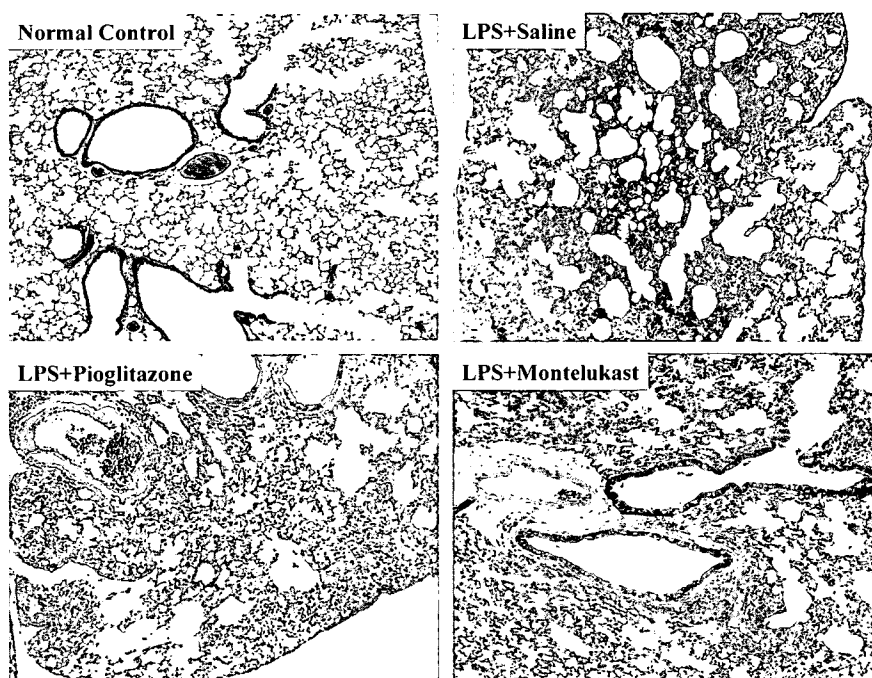 Normal Control
LPS+Saline
LPS+Pioglitazone
LPS+Montelukast